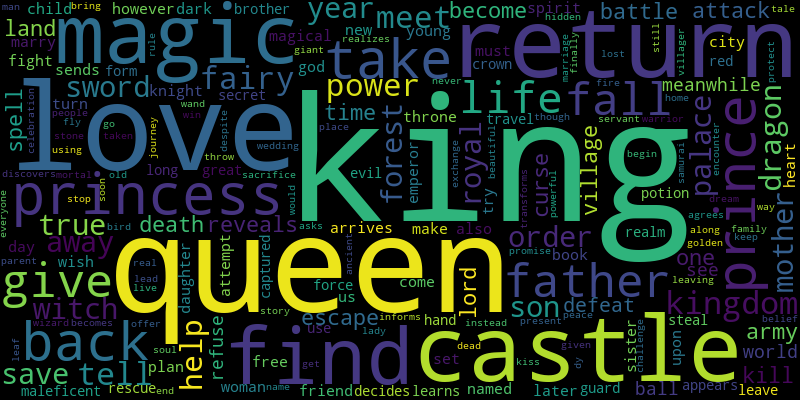 man child bring however dark brother year meet become spirit hidden man tale
land magic rule magical new young battle attack still villager
marry fight sends form giant realizes take return must finally lost city protect
god crown red
love sword knight fairy secret power never life fall meanwhile
spell celebration turn wand despite time throne marriage fire home palace dragon
people fly go journey win place forest emperor royal travel though servant warrior
stone taken throw king beautiful begin
using long great wedding exchange try curse village samurai encounter
discovers mortal old sacrifice evil potion mother heart
princess stop soon would transforms powerful dream prince
everyone true bird death reveals asks arrives make also order realm agrees along way
day away attempt ancient promise book golden family keep
parent wish real daughter captured queen lord father one see leaving
give lead live force us come son defeat kingdom
witch story escape informs hand instead present peace steal belief
wizard becomes offer refuse use lady army
leaf back soul help plan find dead castle sister challenge upon world
save tell free get set kiss given dy kill
maleficent rescue end woman name friend decides learns named later guard ball appears leave